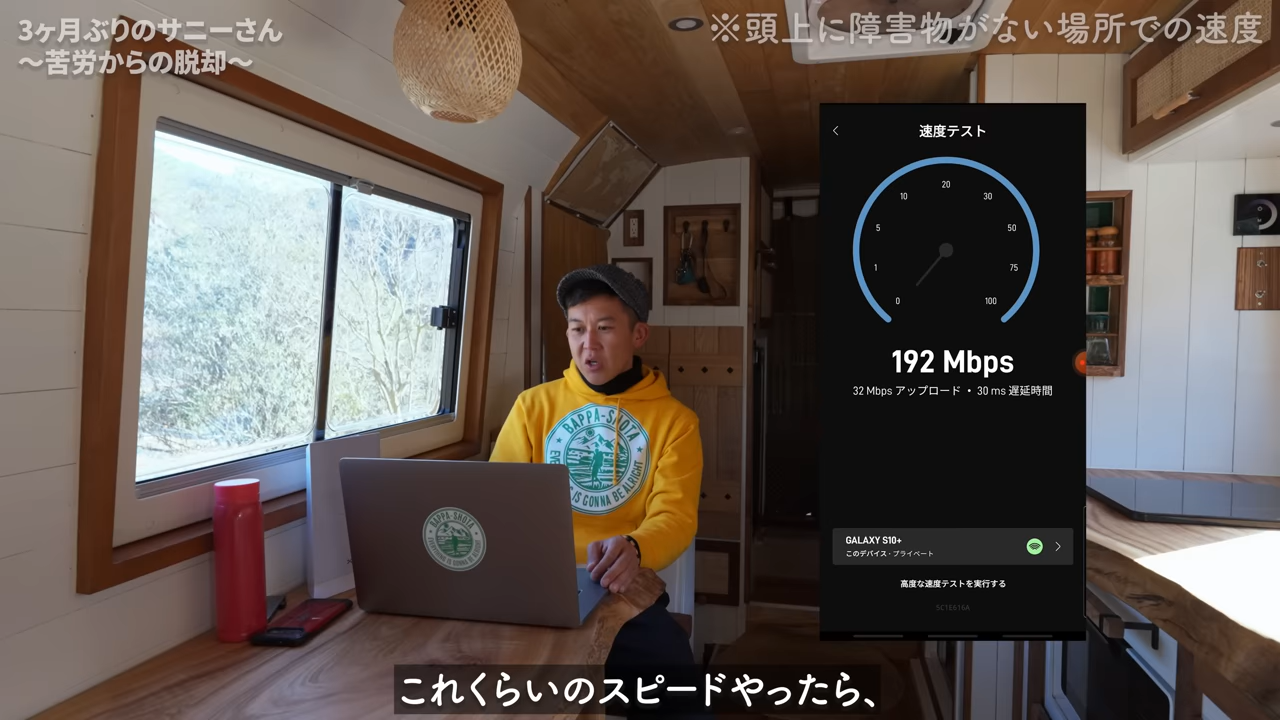 3ヶ月ぶりのサニーさん
～苦労からの脱却～
※頭上に障害物がない場所での速度
速度テスト
20
10
30
5
50
1
75
0
100
192 Mbps
32 Mbps アップロード • 30 ms 遅延時間
GALAXY S10+
このデバイス・プライベート
高度な速度テストを実行する
BAPPA-SHOTA
IS GONNA BE ALRIGHT
BAPPA-SHOTA
これくらいのスピードやったら、